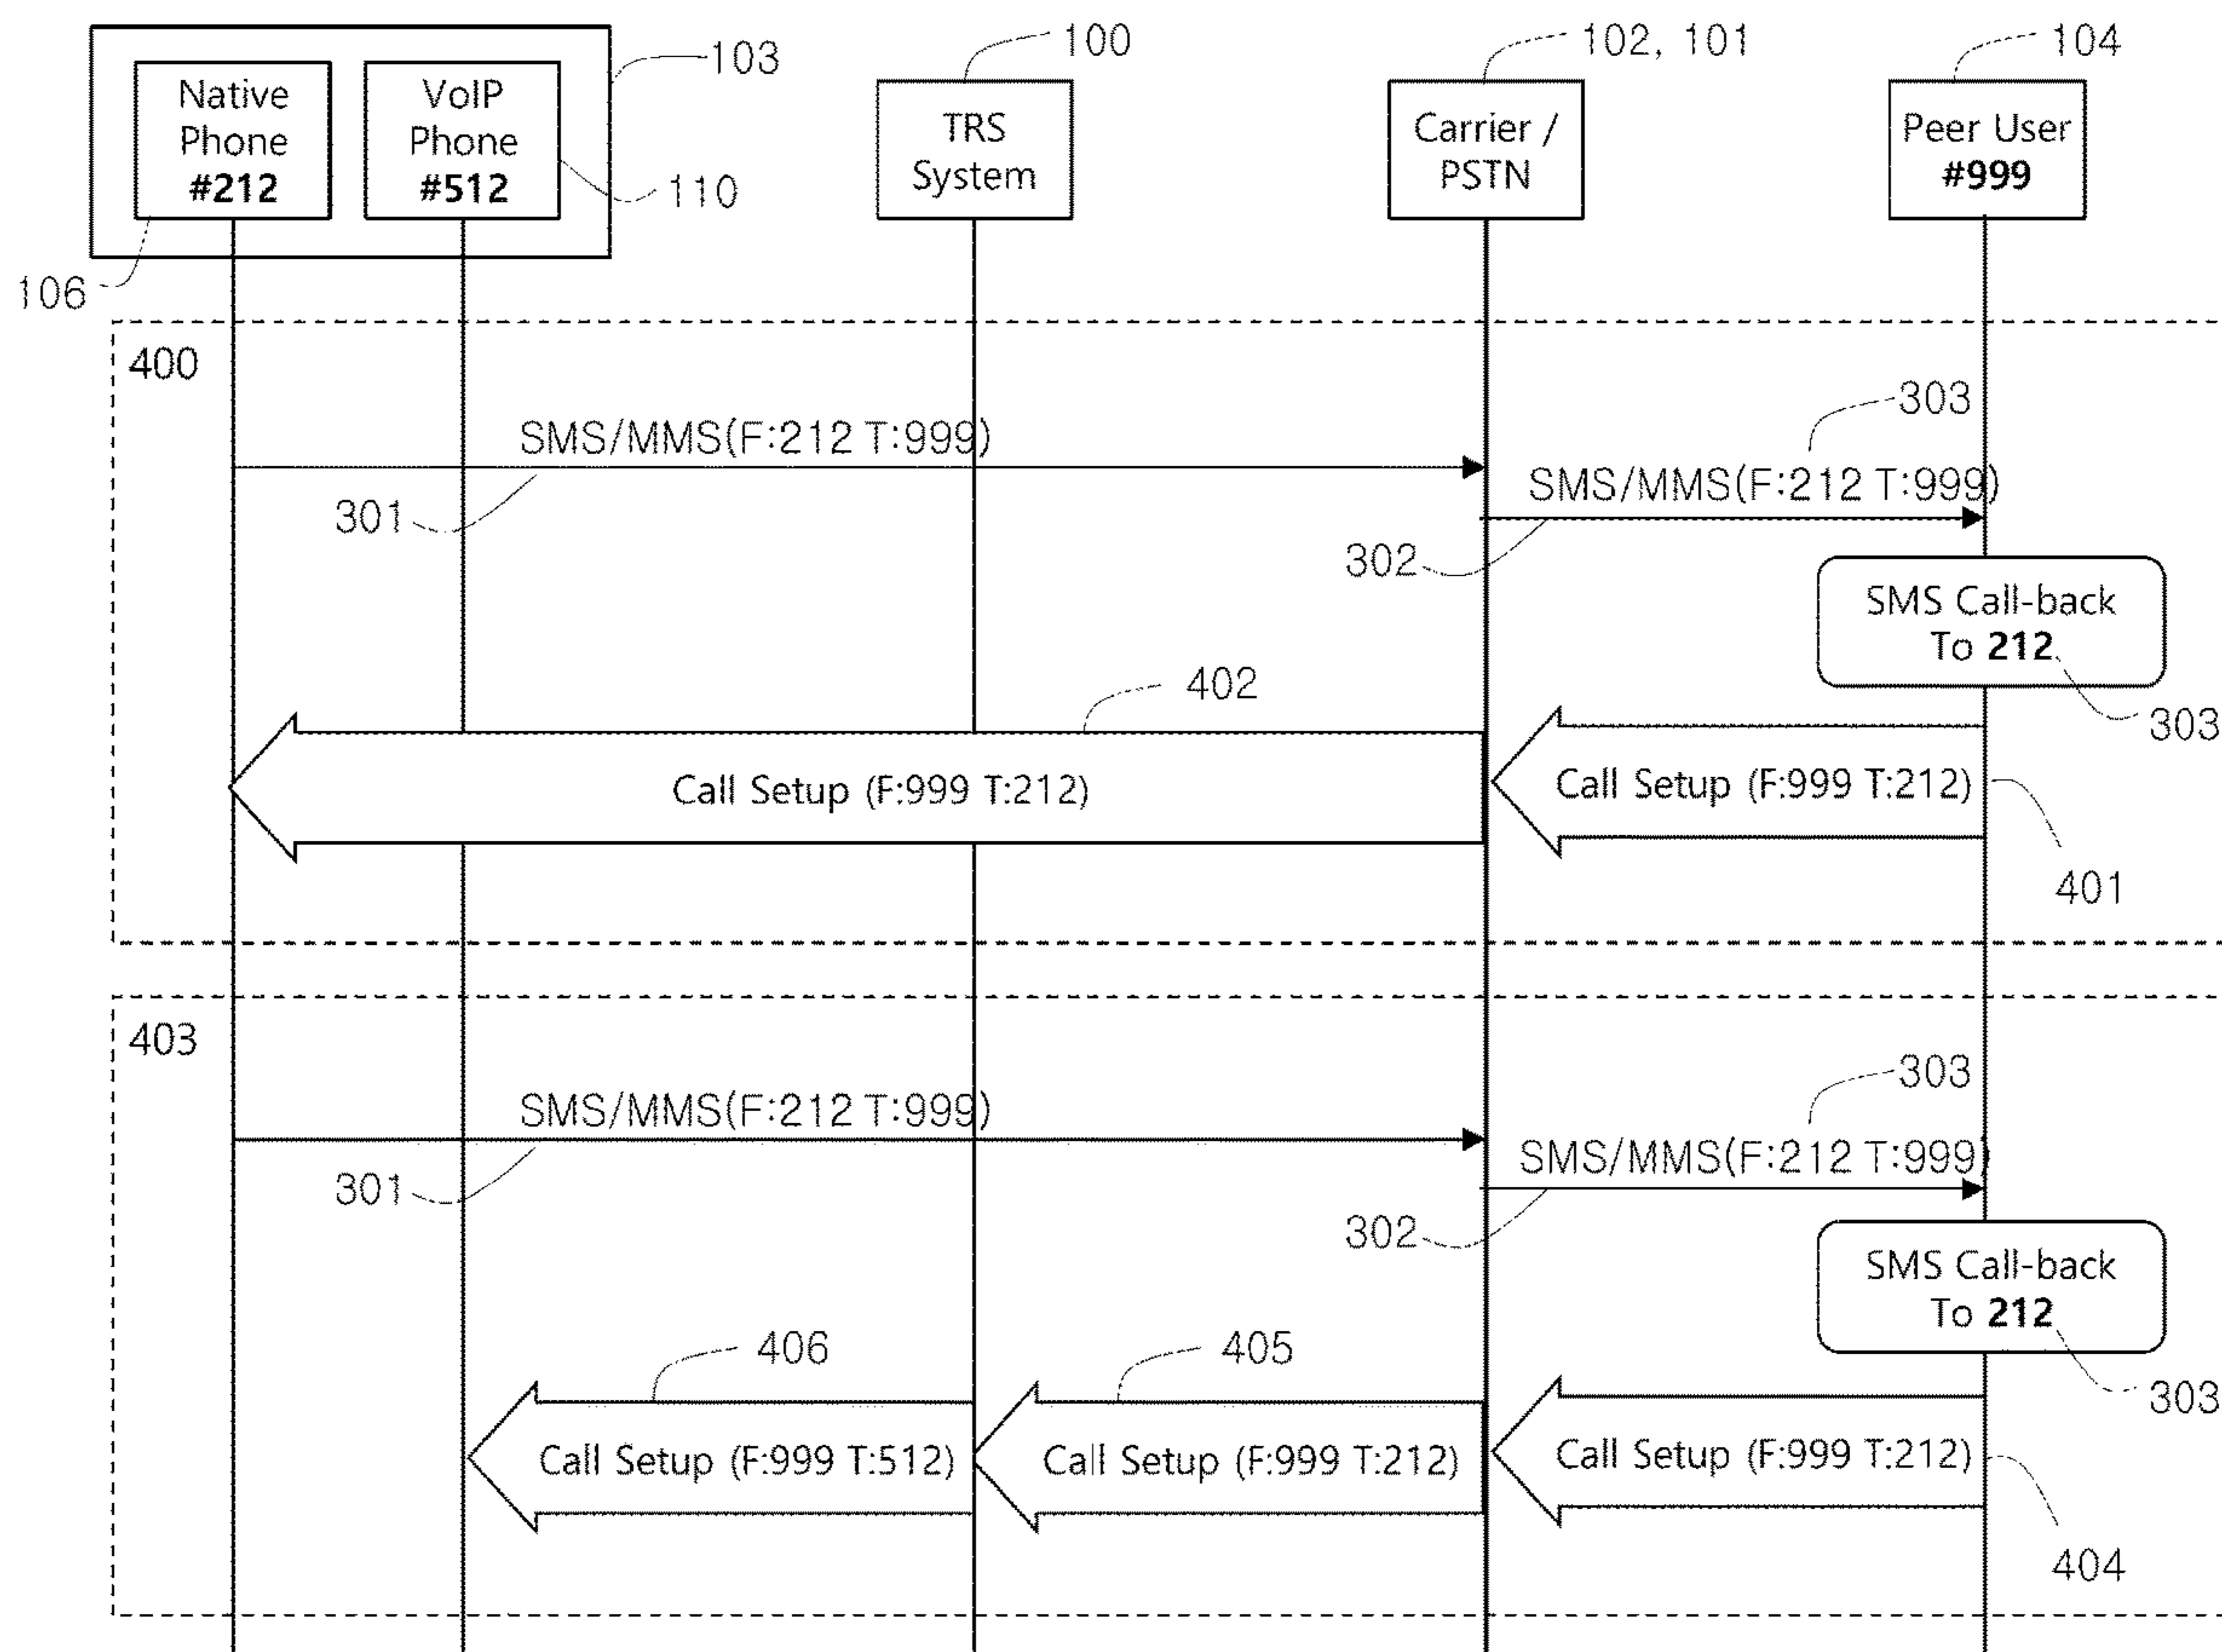 103
100
102, 101
104
Native
Phone
#212
VoIP
Phone
#512
TRS
System
Carrier /
PSTN
Peer User
#999
110
106
400
303
SMS/MMS(F:212 T:999)
SMS/MMS(F:212 T:999)
301
302
SMS Call-back
To 212
303
402
Call Setup (F:999 T:212)
Call Setup (F:999 T:212)
401
403
303
SMS/MMS(F:212 T:999)
SMS/MMS(F:212 T:999)
301
302
SMS Call-back
To 212
303
406
405
Call Setup (F:999 T:512)
Call Setup (F:999 T:212)
Call Setup (F:999 T:212)
404